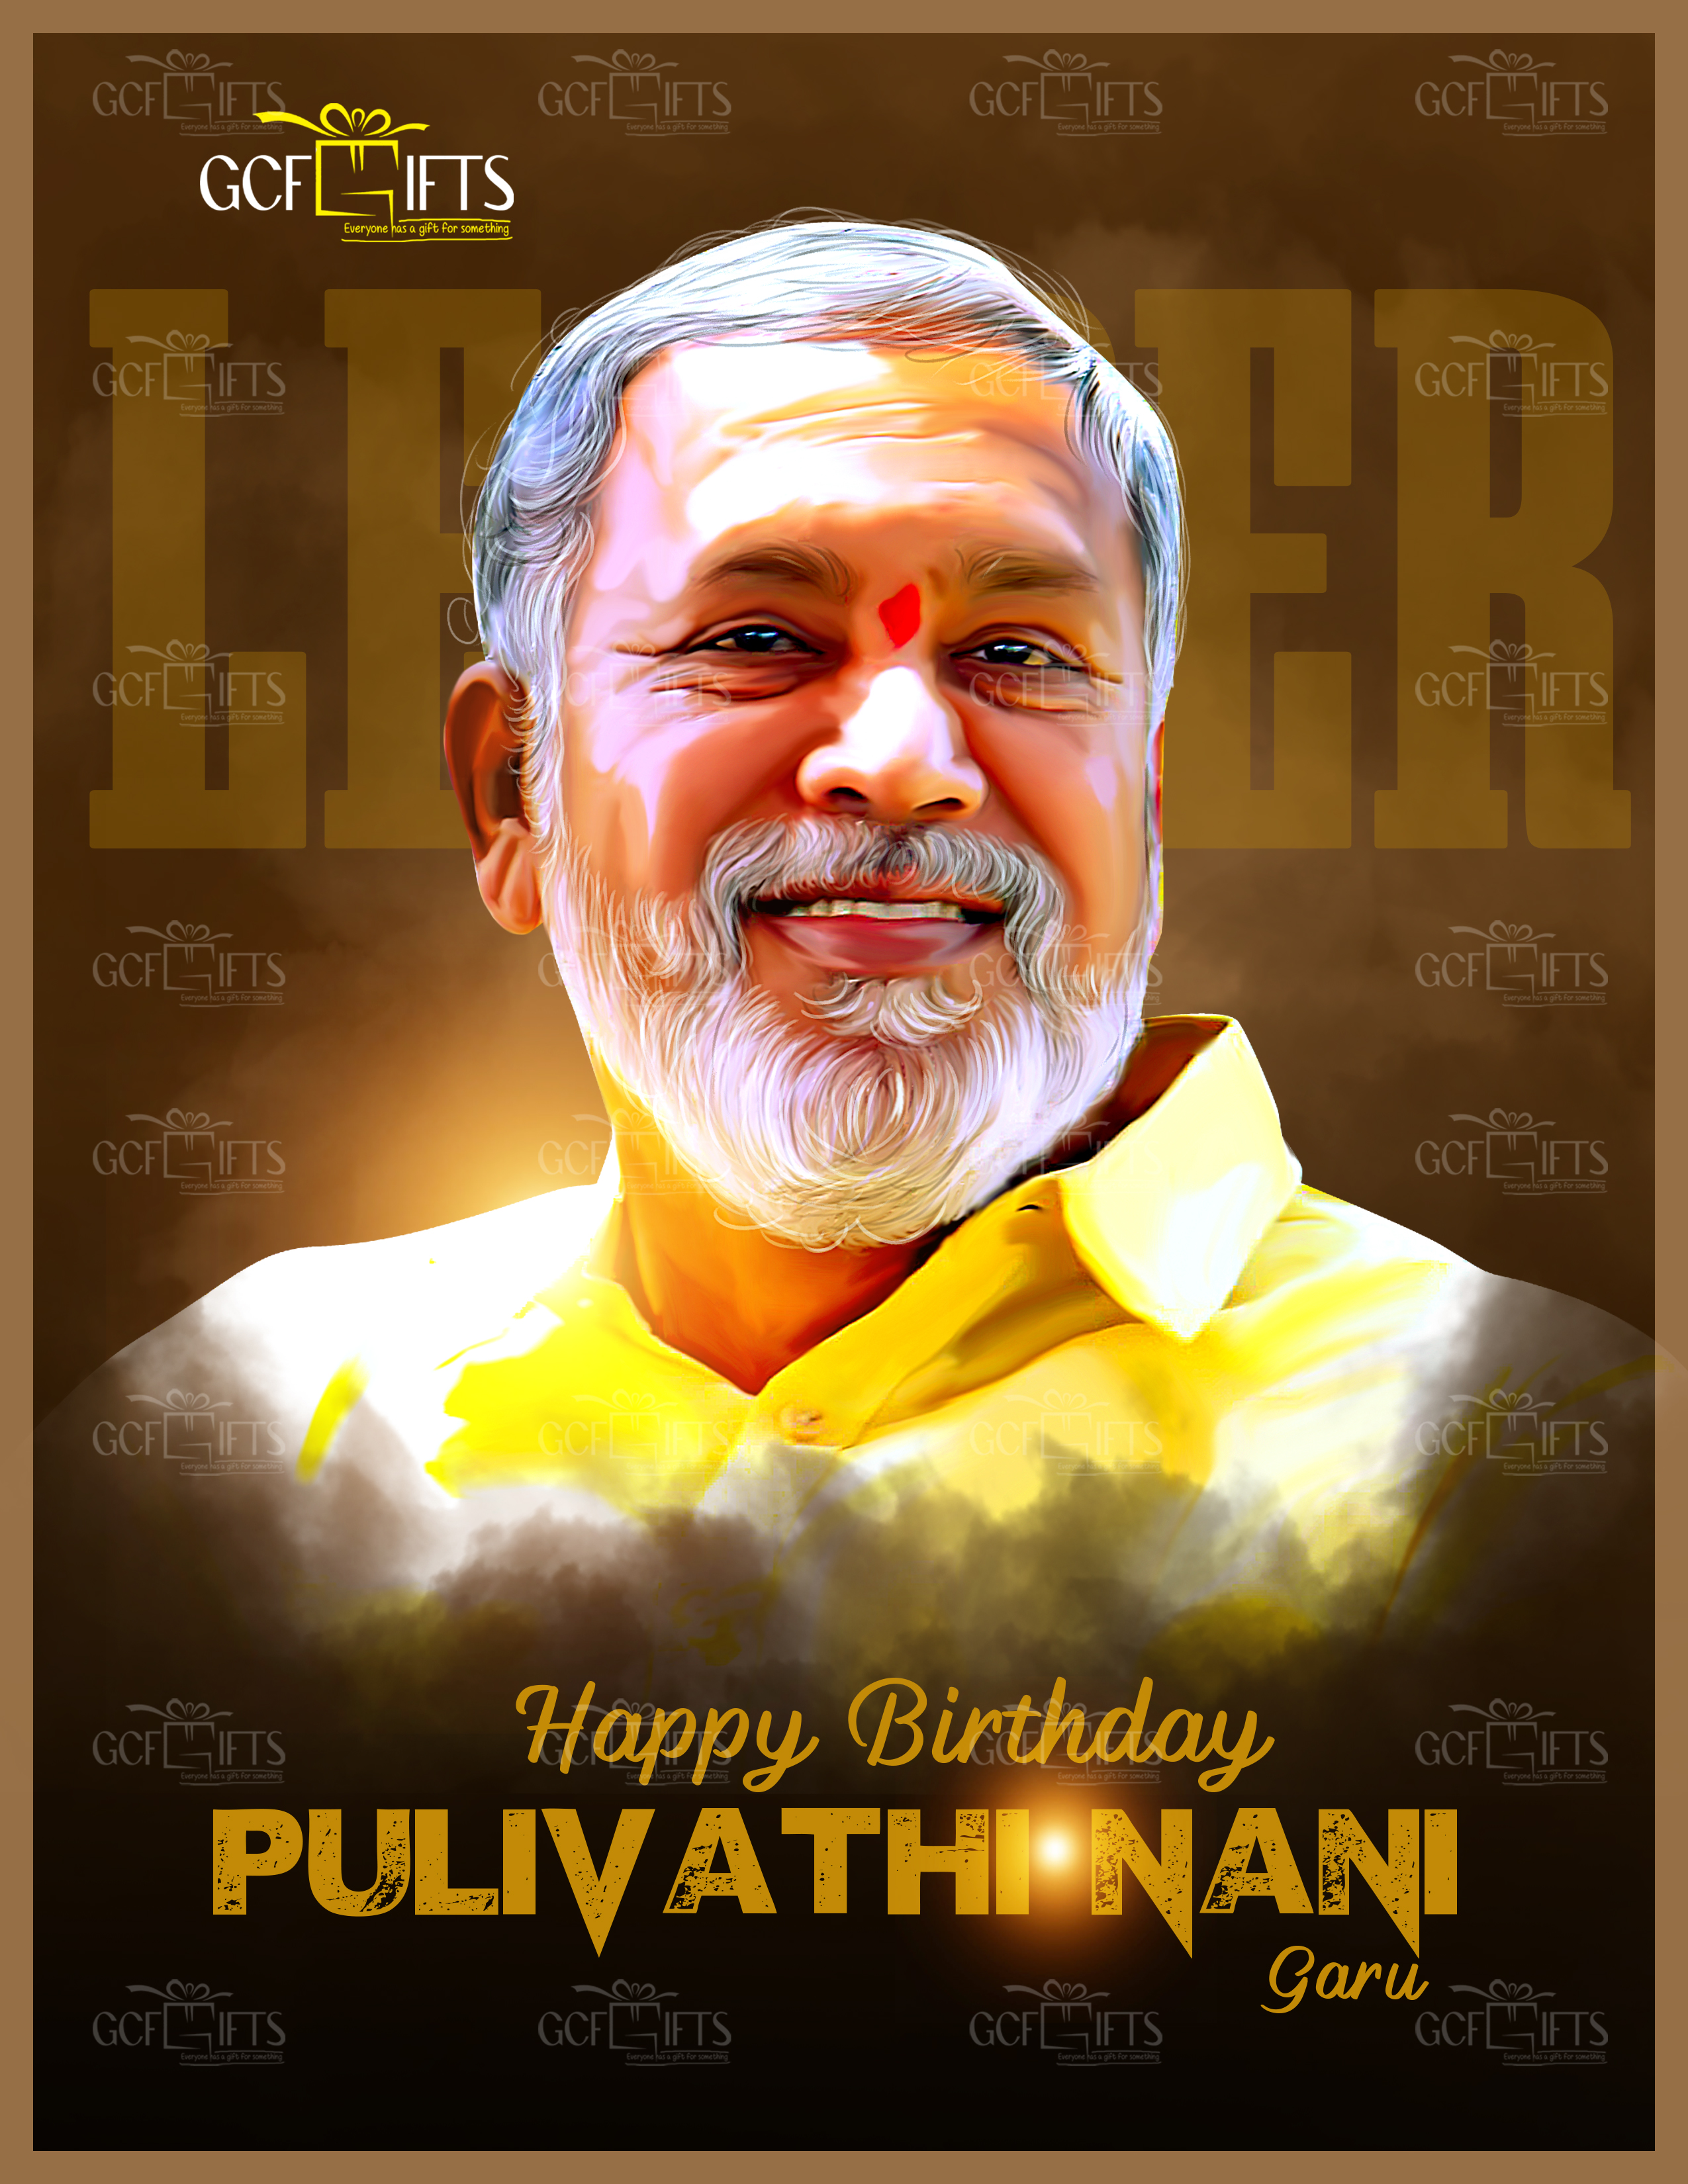 GCF GIFTS
Everyone has a gift for something
LEADER
Happy Birthday
PULIVATHI NANI
Garu